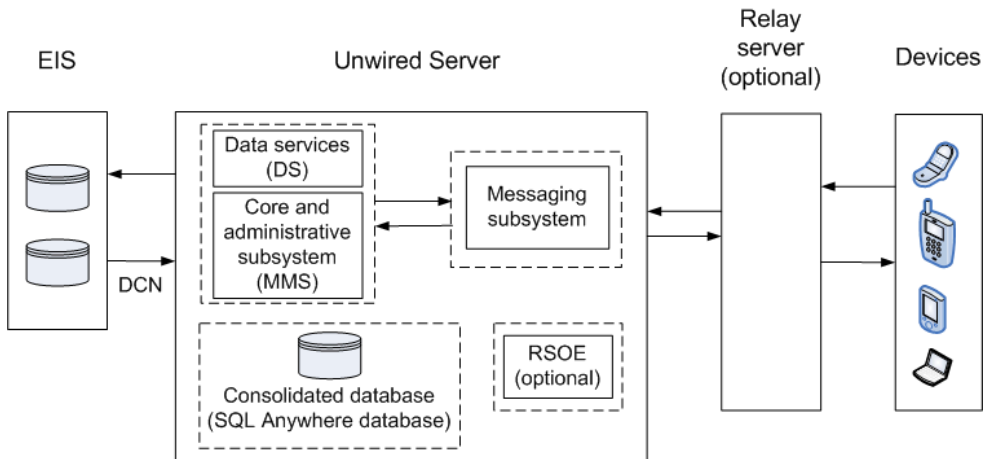 EIS
Unwired Server
Relay
server
(optional)
Devices
Data services
(DS)
Core and
administrative
subsystem
(MMS)
Messaging
subsystem
DCN
Consolidated database
(SQL Anywhere database)
RSOE
(optional)